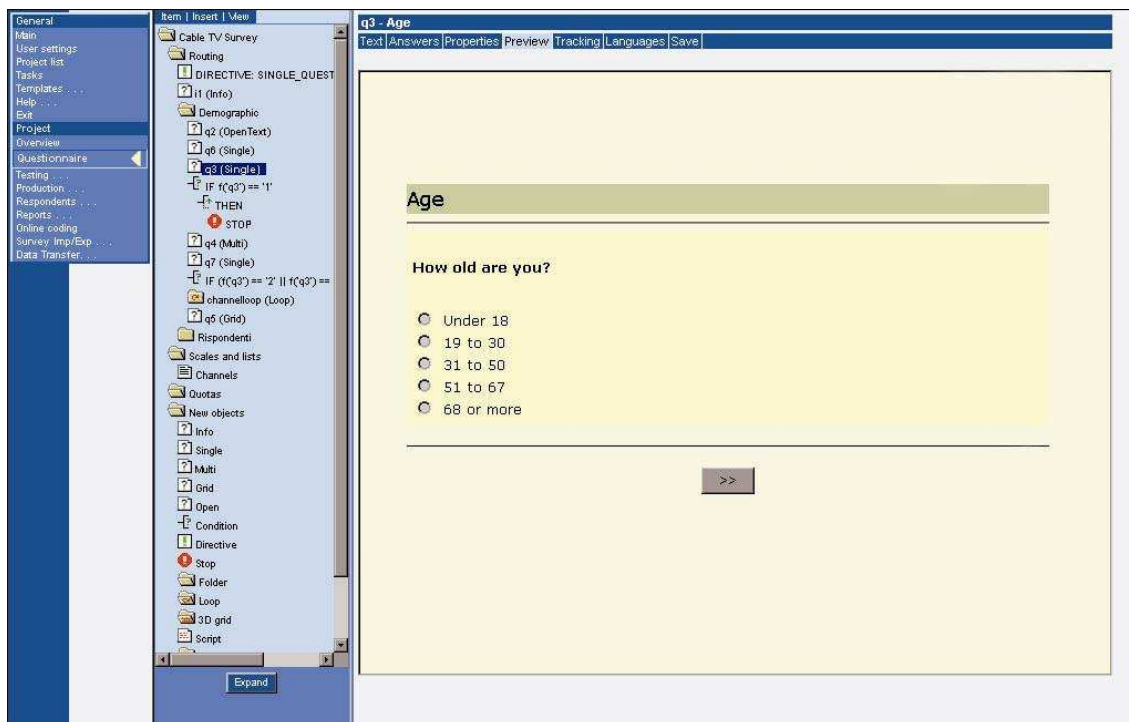 General
Main
User settings
Project list
Tasks
Templates . . .
Help . . .
Exit
Project
Overview
Questionnaire
Testing . . .
Production . . .
Respondents . . .
Reports . . .
Online coding
Survey Imp/Exp . . .
Data Transfer. . .
Item | Insert | View
Cable TV Survey
Routing
DIRECTIVE: SINGLE_QUEST
i1 (Info)
Demographic
q2 (OpenText)
q6 (Single)
q3 (Single)
IF f('q3') == '1'
THEN
STOP
q4 (Multi)
q7 (Single)
IF (f('q3') == '2' || f('q3') ==
channelloop (Loop)
q5 (Grid)
Rispondenti
Scales and lists
Channels
Quotas
New objects
Info
Single
Multi
Grid
Open
Condition
Directive
Stop
Folder
Loop
3D grid
Script
Expand
q3 - Age
Text|Answers|Properties|Preview|Tracking|Languages|Save|
Age
How old are you?
Under 18
19 to 30
31 to 50
51 to 67
68 or more
>>